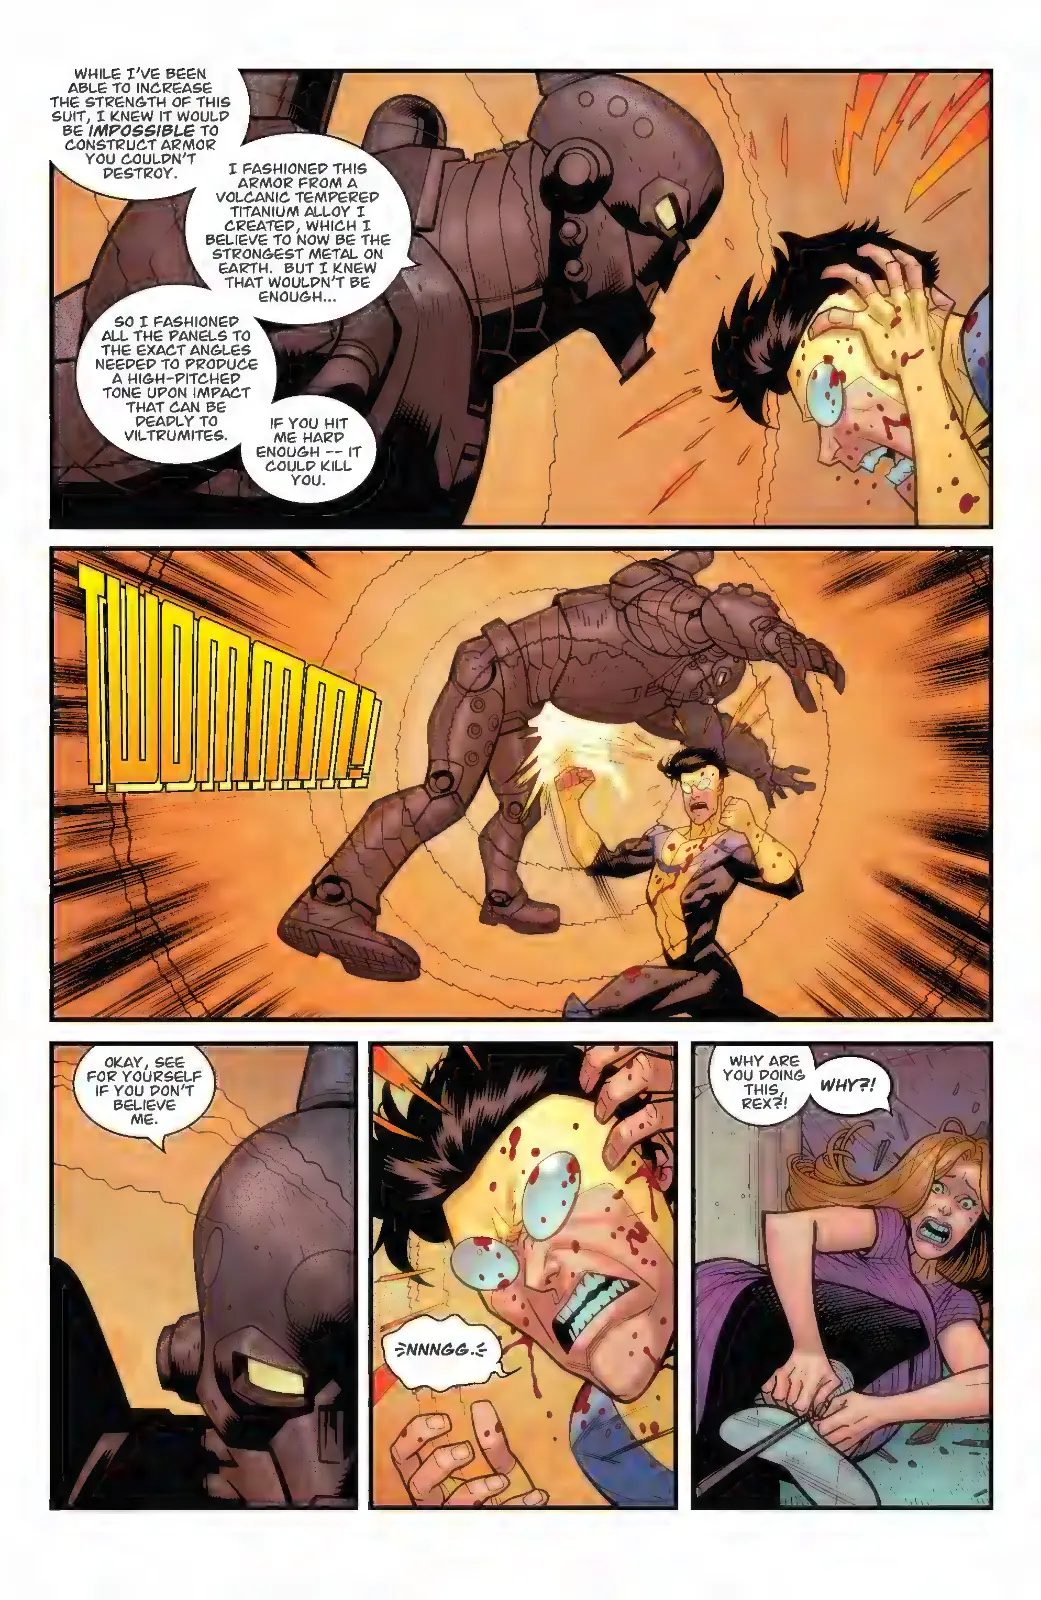 WHILE I'VE BEEN
ABLE TO INCREASE
THE STRENGTH OF THIS
SUIT, I KNEW IT WOULD
BE IMPOSSIBLE TO
CONSTRUCT ARMOR
YOU COULDN'T
DESTROY.
I FASHIONED THIS
ARMOR FROM A
VOLCANIC TEMPERED
TITANIUM ALLOY I
CREATED, WHICH I
BELIEVE TO NOW BE THE
STRONGEST METAL ON
EARTH. BUT I KNEW
THAT WOULDN'T BE
ENOUGH...
SO I FASHIONED
ALL THE PANELS TO
THE EXACT ANGLES
NEEDED TO PRODUCE
A HIGH-PITCHED
TONE UPON IMPACT
THAT CAN BE
DEADLY TO
VILTRUMITES.
IF YOU HIT
ME HARD
ENOUGH -- IT
COULD KILL
YOU.
TWOMMM!!
OKAY, SEE
FOR YOURSELF
IF YOU DON'T
BELIEVE
ME.
NNNGG.
WHY ARE
YOU DOING
THIS,
REX?!
WHY?!